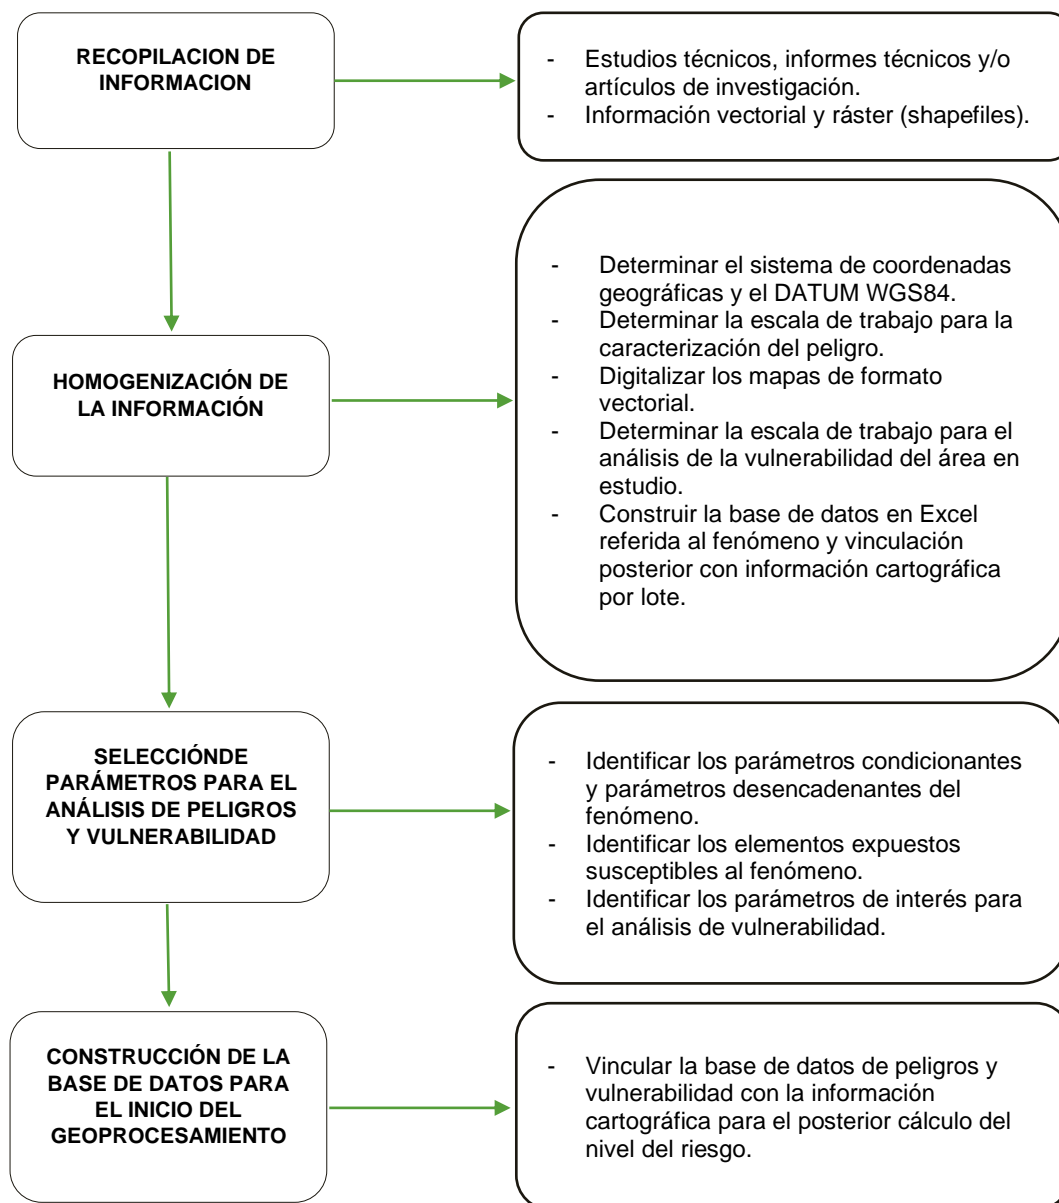 RECOPILACION DE
INFORMACION
- Estudios técnicos, informes técnicos y/o
artículos de investigación.
- Información vectorial y ráster (shapefiles).
HOMOGENIZACIÓN DE
LA INFORMACIÓN
- Determinar el sistema de coordenadas
geográficas y el DATUM WGS84.
- Determinar la escala de trabajo para la
caracterización del peligro.
- Digitalizar los mapas de formato
vectorial.
- Determinar la escala de trabajo para el
análisis de la vulnerabilidad del área en
estudio.
- Construir la base de datos en Excel
referida al fenómeno y vinculación
posterior con información cartográfica
por lote.
SELECCIÓNDE
PARÁMETROS PARA EL
ANÁLISIS DE PELIGROS
Y VULNERABILIDAD
- Identificar los parámetros condicionantes
y parámetros desencadenantes del
fenómeno.
- Identificar los elementos expuestos
susceptibles al fenómeno.
- Identificar los parámetros de interés para
el análisis de vulnerabilidad.
CONSTRUCCIÓN DE LA
BASE DE DATOS PARA
EL INICIO DEL
GEOPROCESAMIENTO
- Vincular la base de datos de peligros y
vulnerabilidad con la información
cartográfica para el posterior cálculo del
nivel del riesgo.